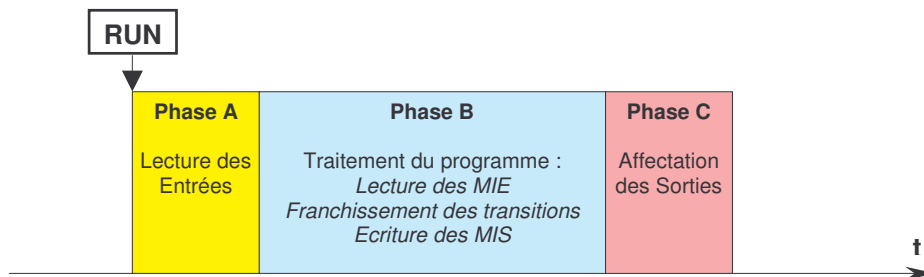 RUN
Phase A
Lecture des
Entrées
Phase B
Traitement du programme :
Lecture des MIE
Franchissement des transitions
Ecriture des MIS
Phase C
Affectation
des Sorties
t